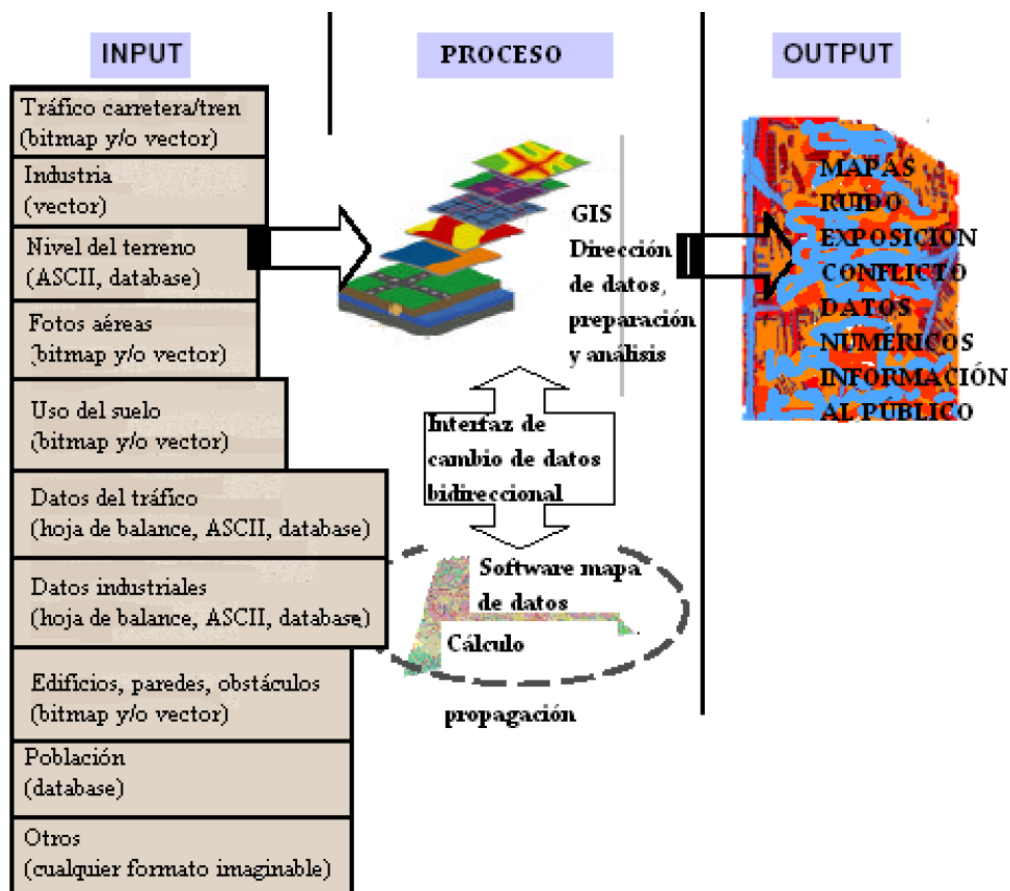 INPUT
Tráfico carretera/tren
(bitmap y/o vector)
Industria
(vector)
Nivel del terreno
(ASCII, database)
Fotos aéreas
(bitmap y/o vector)
Uso del suelo
(bitmap y/o vector)
Datos del tráfico
(hoja de balance, ASCII, database)
Datos industriales
(hoja de balance, ASCII, database)
Edificios, paredes, obstáculos
(bitmap y/o vector)
Población
(database)
Otros
(cualquier formato imaginable)
PROCESO
GIS
Dirección
de datos,
preparación
y análisis
Interfaz de
cambio de datos
bidireccional
Software mapa
de datos
Cálculo
propagación
OUTPUT
MAPAS
RUIDO
EXPOSICIÓN
CONFLICTO
DATOS
NÚMÉRICOS
INFORMACIÓN
AL PÚBLICO